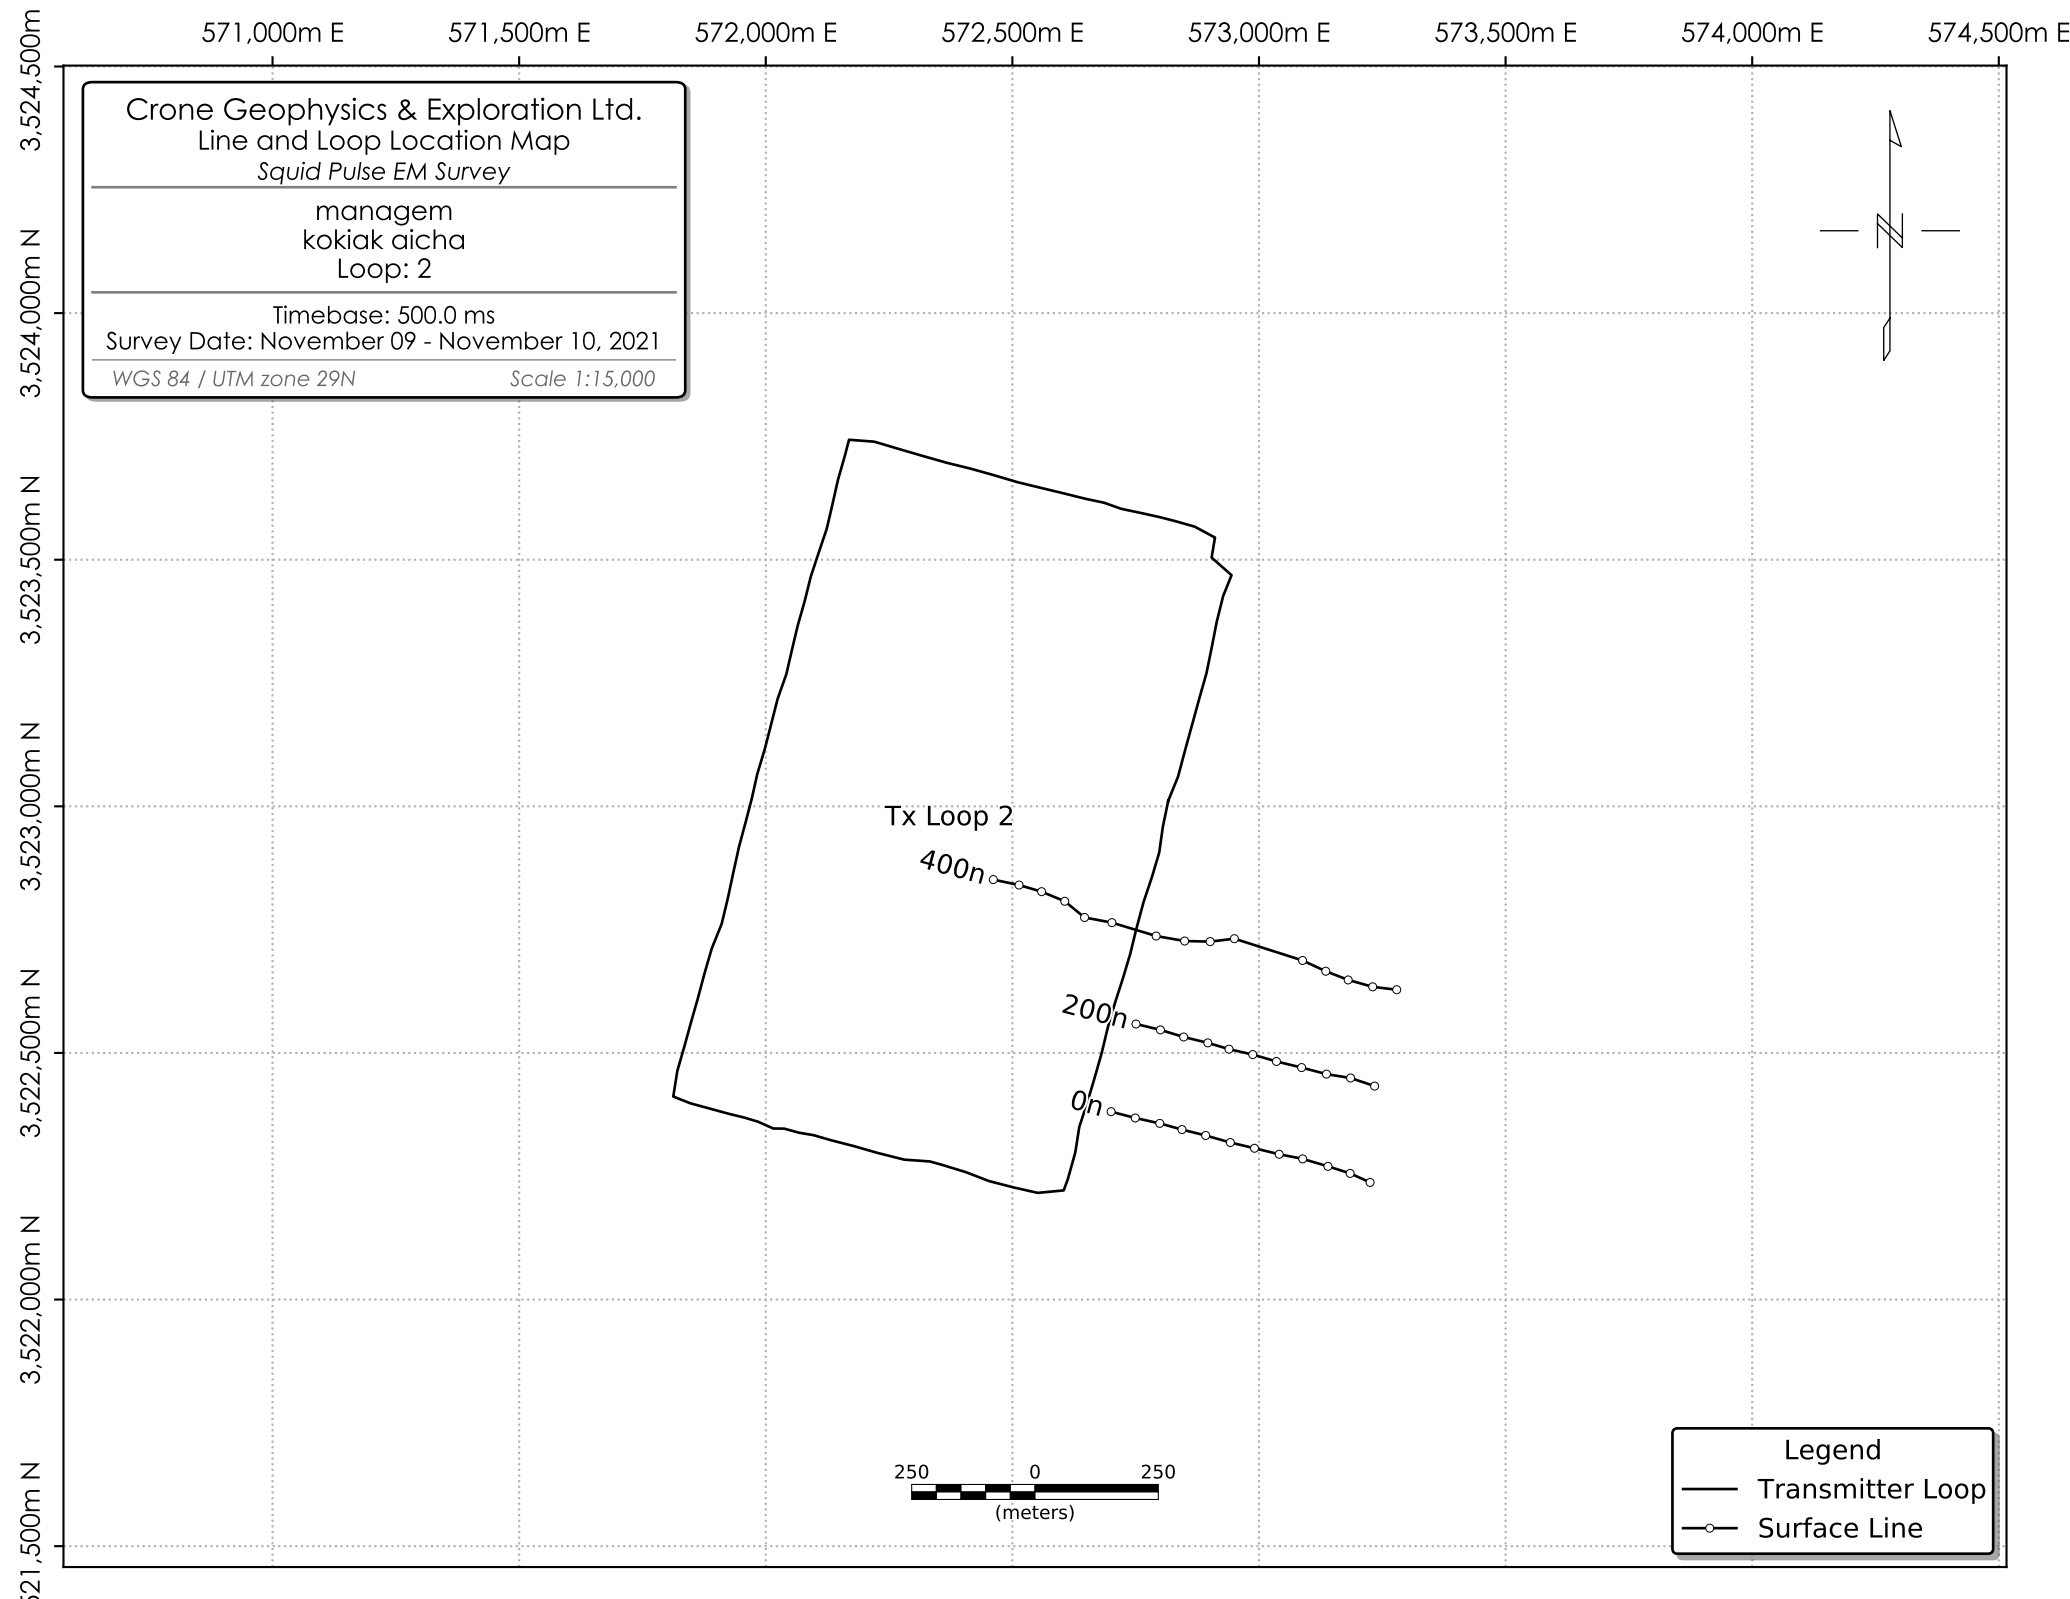 571,000m E
571,500m E
572,000m E
572,500m E
573,000m E
573,500m E
574,000m E
574,500m E
3,524,500m
3,524,000m N
3,523,500m N
3,523,000m N
3,522,500m N
3,522,000m N
521,500m N
Crone Geophysics & Exploration Ltd.
Line and Loop Location Map
Squid Pulse EM Survey
managem
kokiak aicha
Loop: 2
Timebase: 500.0 ms
Survey Date: November 09 - November 10, 2021
WGS 84 / UTM zone 29N
Scale 1:15,000
N
Tx Loop 2
400n
200n
0n
250 0 250
(meters)
Legend
Transmitter Loop
Surface Line